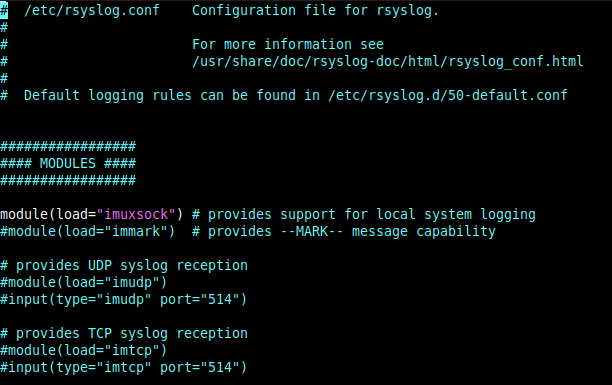 #  /etc/rsyslog.conf    Configuration file for rsyslog.
#
#                       For more information see
#                       /usr/share/doc/rsyslog-doc/html/rsyslog_conf.html
#
#  Default logging rules can be found in /etc/rsyslog.d/50-default.conf


#################
#### MODULES ####
#################

module(load="imuxsock") # provides support for local system logging
#module(load="immark")  # provides --MARK-- message capability

# provides UDP syslog reception
#module(load="imudp")
#input(type="imudp" port="514")

# provides TCP syslog reception
#module(load="imtcp")
#input(type="imtcp" port="514")